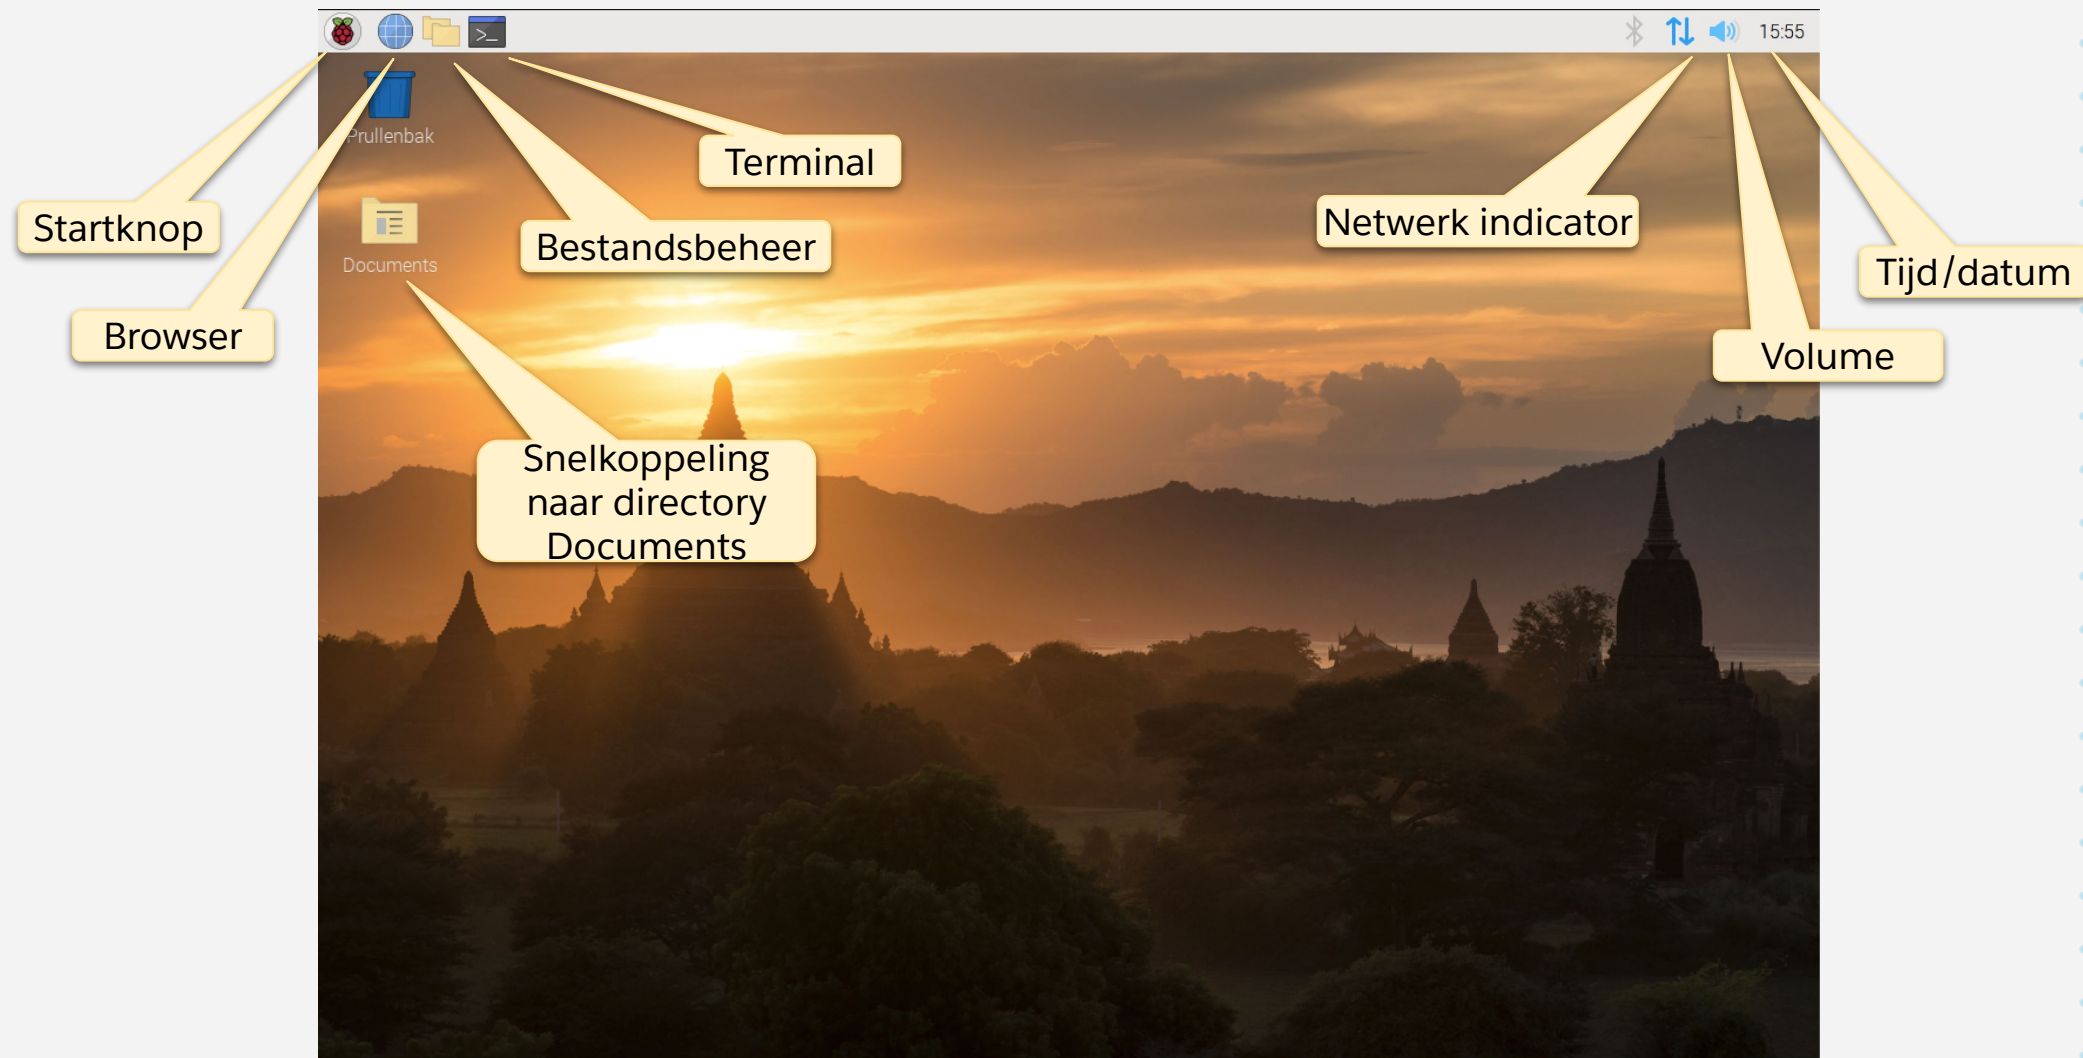 >_
15:55
Prullenbak
Terminal
Startknop
Netwerk indicator
Bestandsbeheer
Documents
Tijd/datum
Browser
Volume
Snelkoppeling
naar directory
Documents